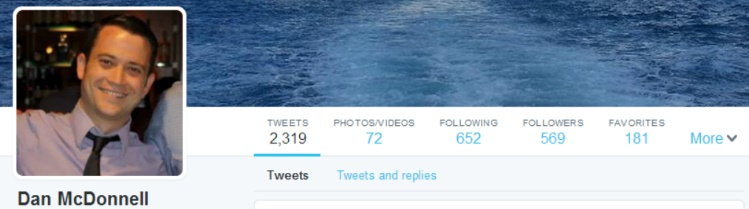 TWEETS PHOTOS/VIDEOS FOLLOWING FOLLOWERS FAVORITES
2,319 72 652 569 181 More
Tweets Tweets and replies
Dan McDonnell